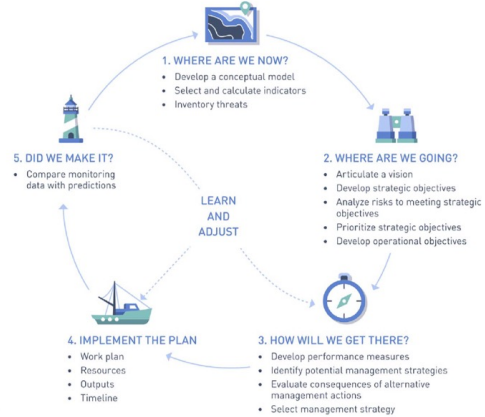 1. WHERE ARE WE NOW?
• Develop a conceptual model
• Select and calculate indicators
• Inventory threats
2. WHERE ARE WE GOING?
• Articulate a vision
• Develop strategic objectives
• Analyze risks to meeting strategic
objectives
• Prioritize strategic objectives
• Develop operational objectives
3. HOW WILL WE GET THERE?
• Develop performance measures
• Identify potential management strategies
• Evaluate consequences of alternative
management actions
• Select management strategy
4. IMPLEMENT THE PLAN
• Work plan
• Resources
• Outputs
• Timeline
5. DID WE MAKE IT?
• Compare monitoring
data with predictions
LEARN
AND
ADJUST